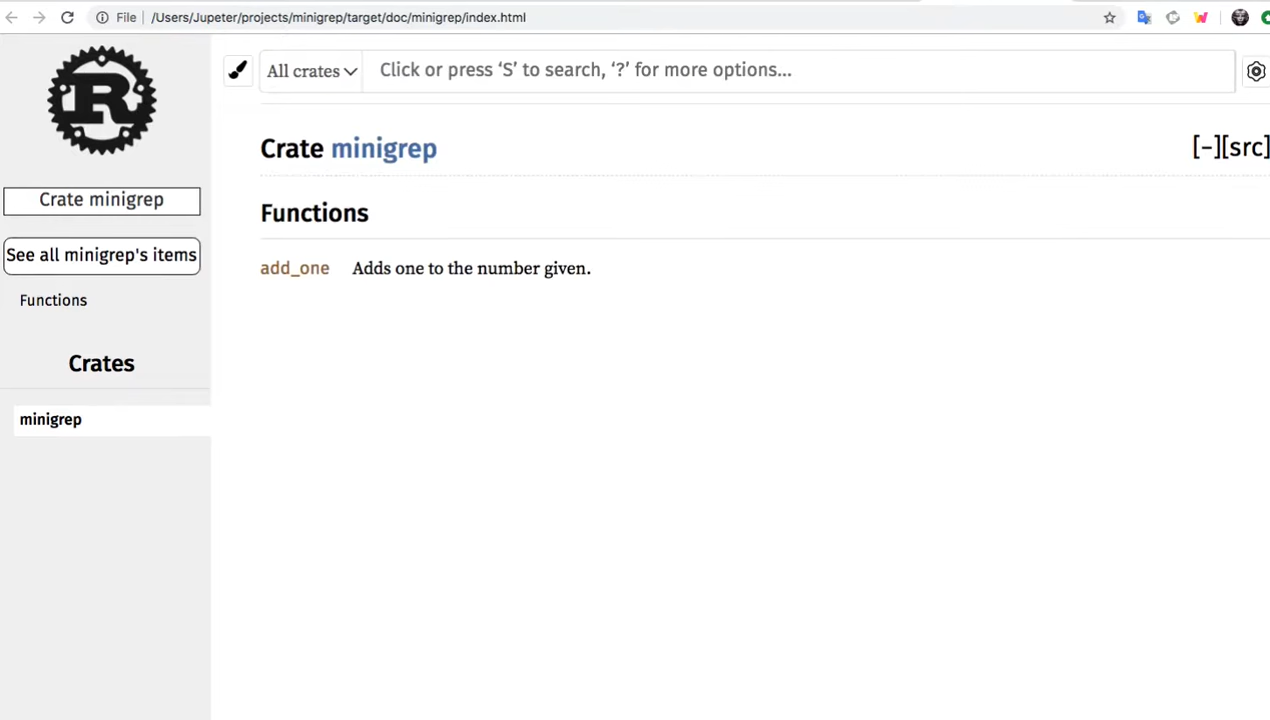 File /Users/Jupeter/projects/minigrep/target/doc/minigrep/index.html
R
All crates Click or press ‘S’ to search, ‘?’ for more options...
Crate minigrep [-][src]
Crate minigrep
Functions
See all minigrep's items
add_one Adds one to the number given.
Functions
Crates
minigrep